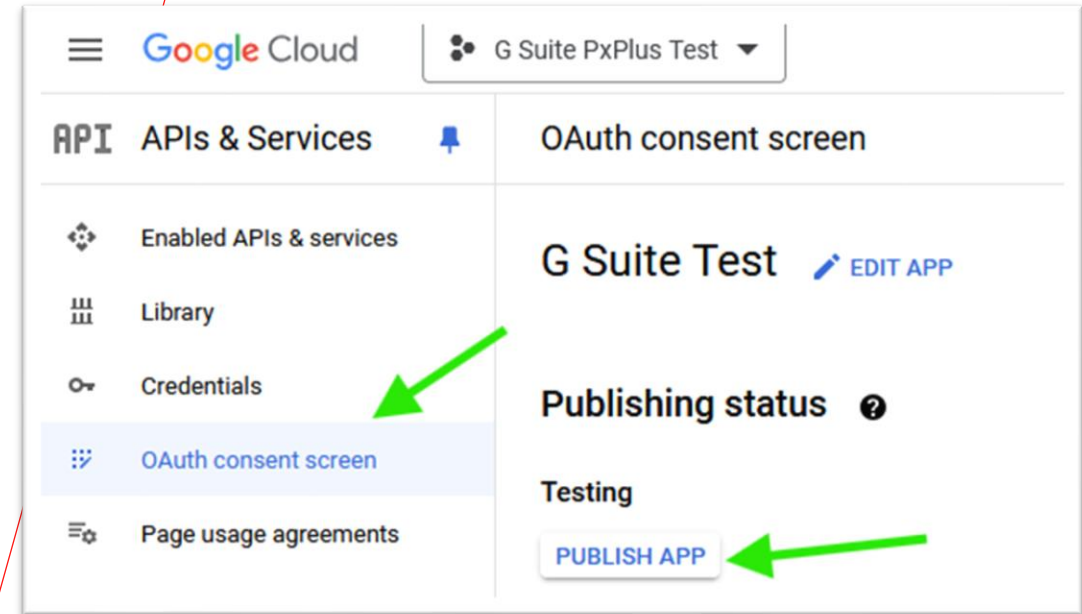 Google Cloud
G Suite PxPlus Test
API APIs & Services
OAuth consent screen
Enabled APIs & services
Library
Credentials
OAuth consent screen
Page usage agreements
G Suite Test
EDIT APP
Publishing status
Testing
PUBLISH APP